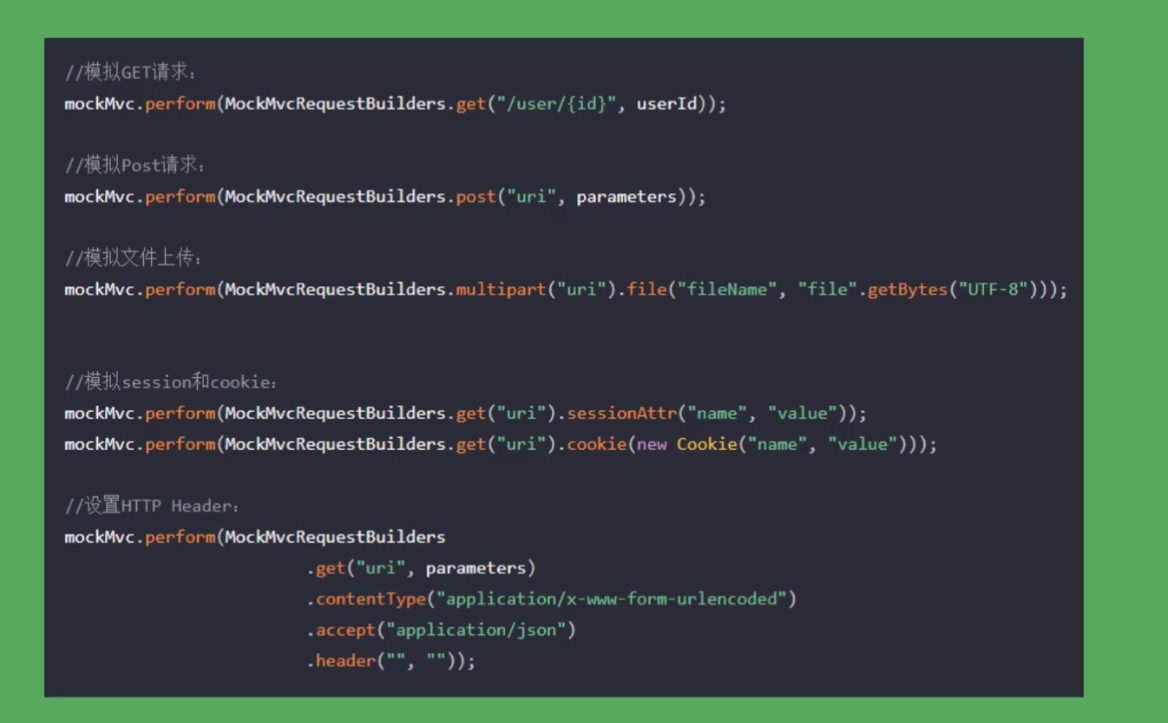 //模拟GET请求：
mockMvc.perform(MockMvcRequestBuilders.get("/user/{id}", userId));
//模拟Post请求：
mockMvc.perform(MockMvcRequestBuilders.post("uri", parameters));
//模拟文件上传：
mockMvc.perform(MockMvcRequestBuilders.multipart("uri").file("fileName", "file".getBytes("UTF-8")));
//模拟session和cookie：
mockMvc.perform(MockMvcRequestBuilders.get("uri").sessionAttr("name", "value"));
mockMvc.perform(MockMvcRequestBuilders.get("uri").cookie(new Cookie("name", "value")));
//设置HTTP Header：
mockMvc.perform(MockMvcRequestBuilders
.get("uri", parameters)
.contentType("application/x-www-form-urlencoded")
.accept("application/json")
.header("", ""));